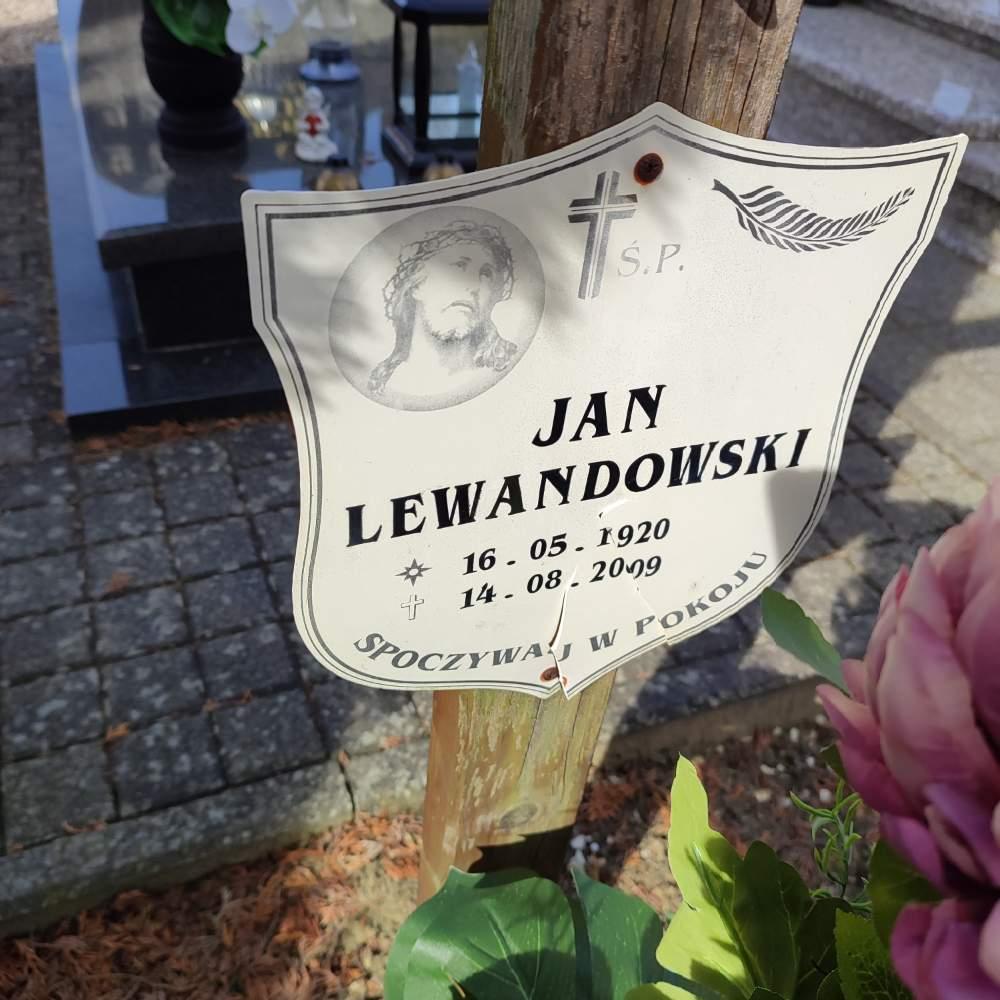 Ś.P.
JAN
LEWANDOWSKI
16 - 05 - 1920
14 - 08 - 2009
SPOCZYWAJ W POKOJU